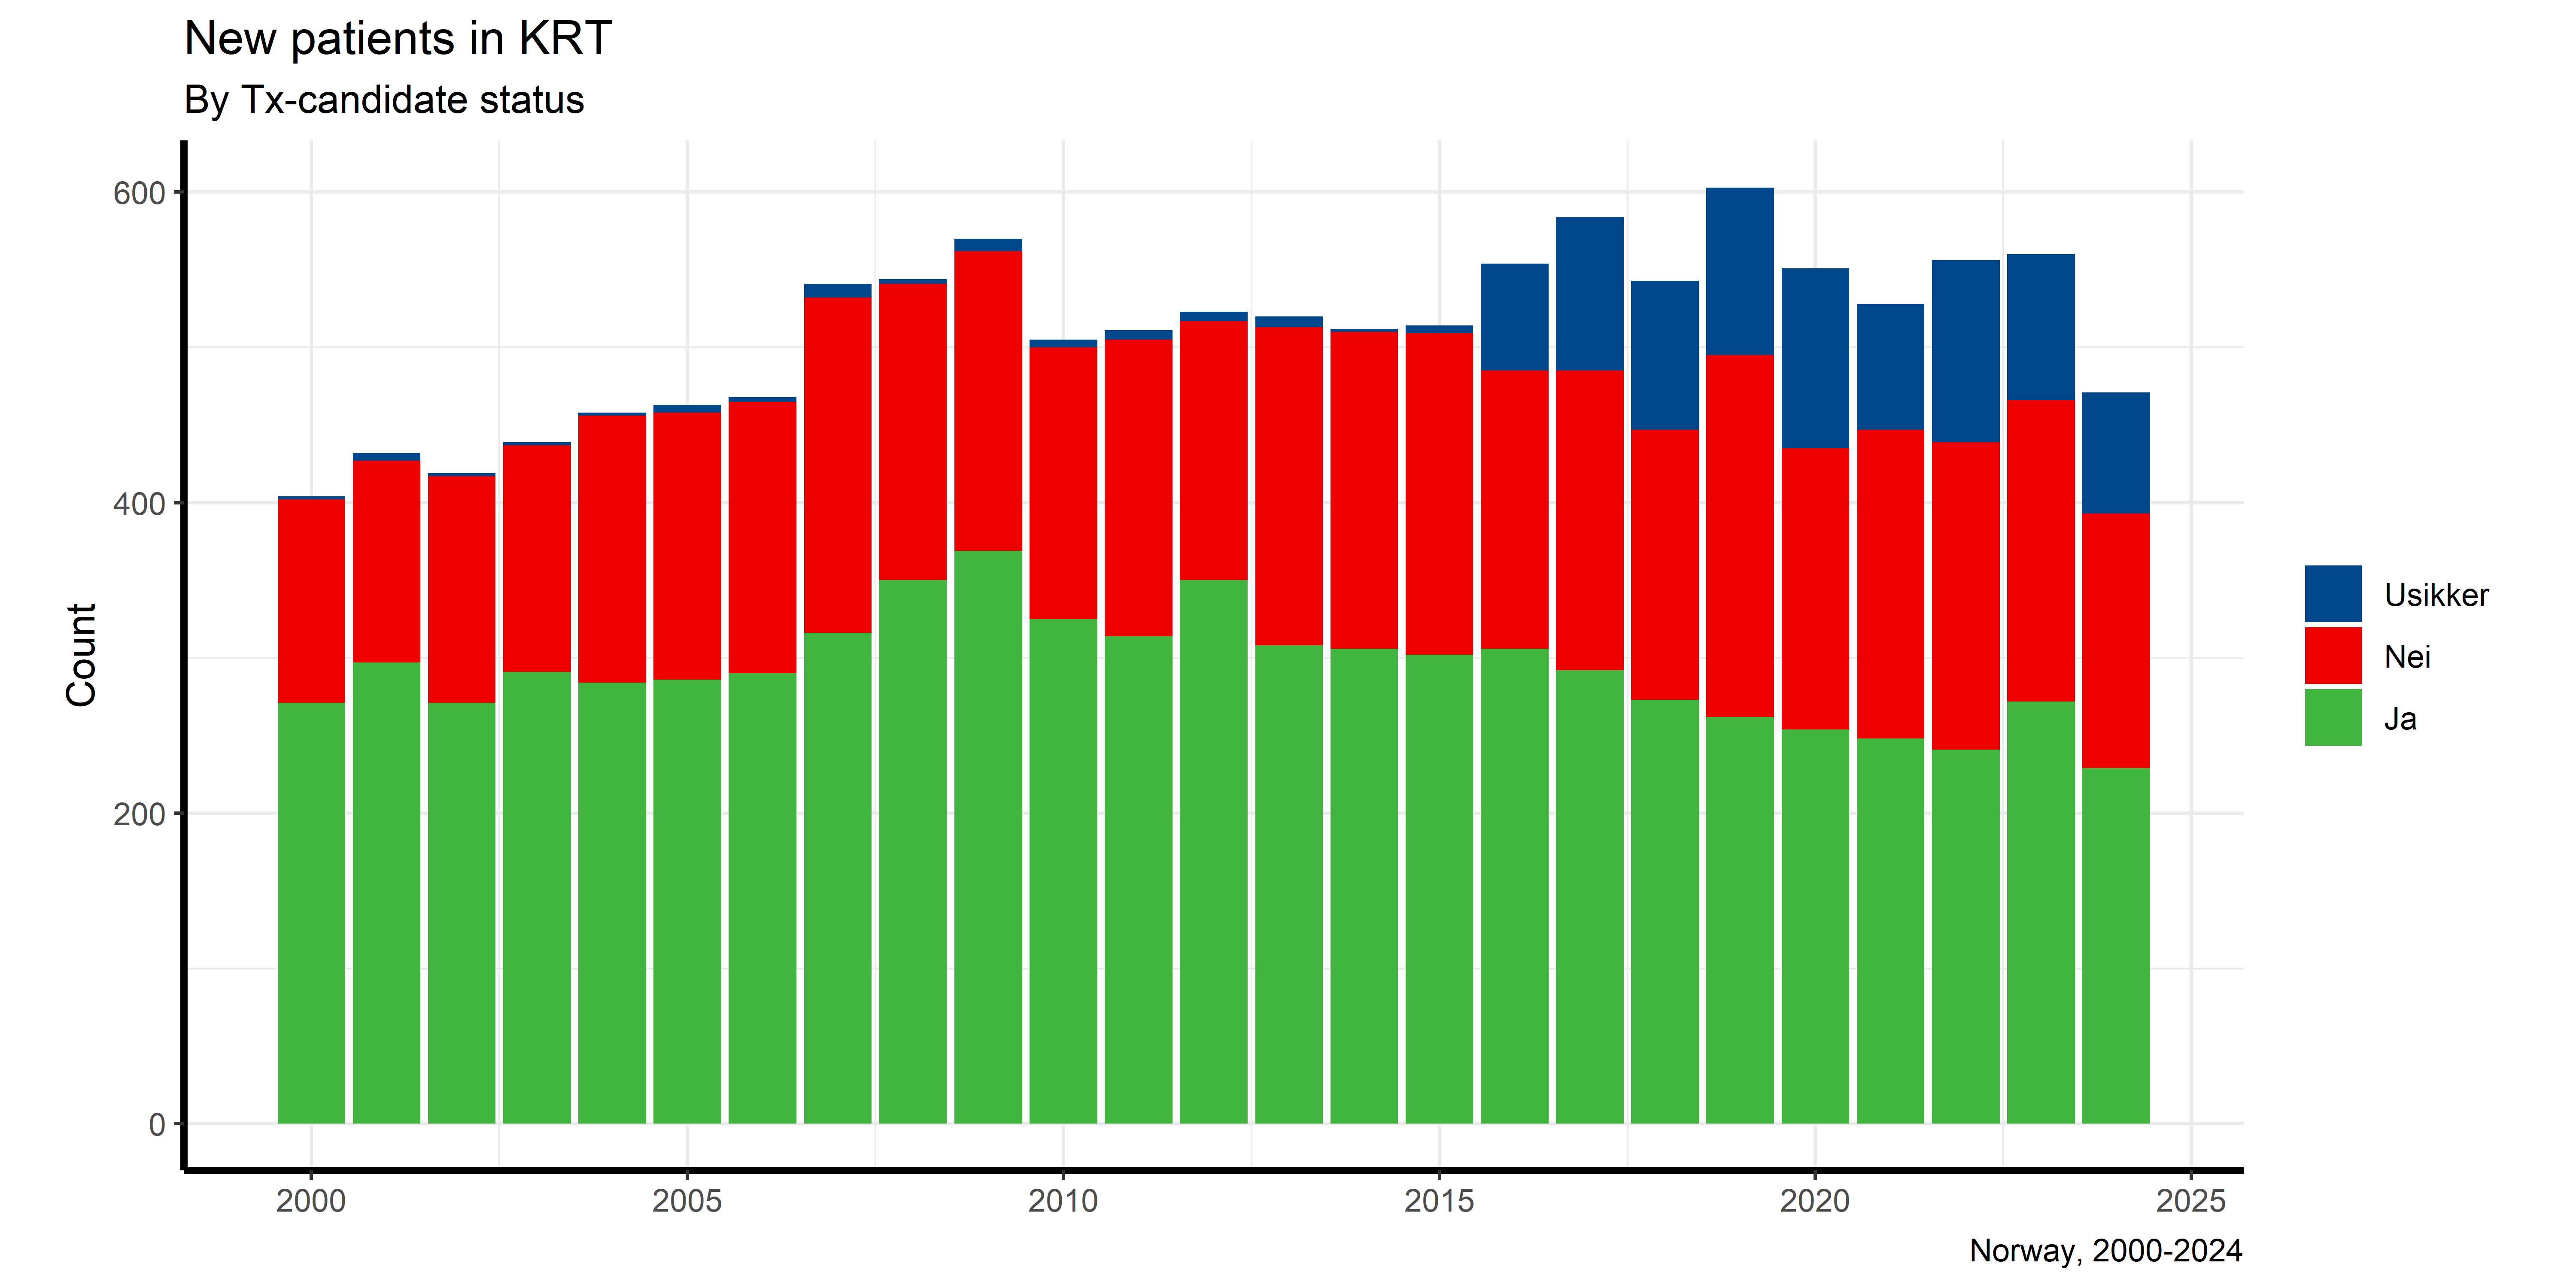 New patients in KRT
By Tx-candidate status
Count
600
400
200
0
2000
2005
2010
2015
2020
2025
Usikker
Nei
Ja
Norway, 2000-2024